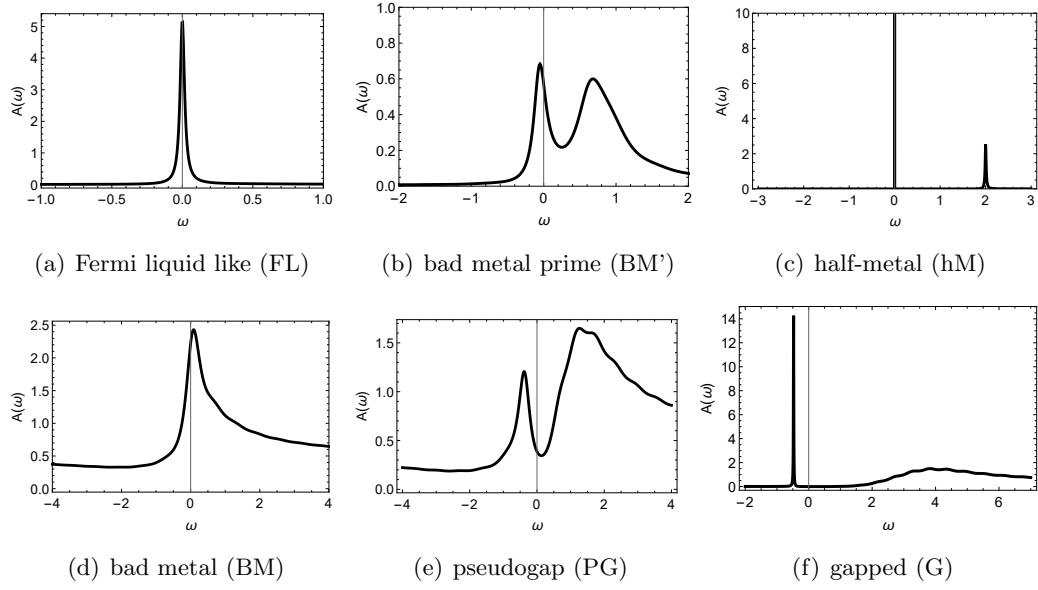 A(ω)
5
4
3
2
1
0
-1.0 -0.5 0.0 0.5 1.0
ω
(a) Fermi liquid like (FL)
A(ω)
1.0
0.8
0.6
0.4
0.2
0.0
-2 -1 0 1 2
ω
(b) bad metal prime (BM’)
A(ω)
10
8
6
4
2
0
-3 -2 -1 0 1 2 3
ω
(c) half-metal (hM)
A(ω)
2.5
2.0
1.5
1.0
0.5
0.0
-4 -2 0 2 4
ω
(d) bad metal (BM)
A(ω)
1.5
1.0
0.5
0.0
-4 -2 0 2 4
ω
(e) pseudogap (PG)
A(ω)
14
12
10
8
6
4
2
0
-2 0 2 4 6
ω
(f) gapped (G)